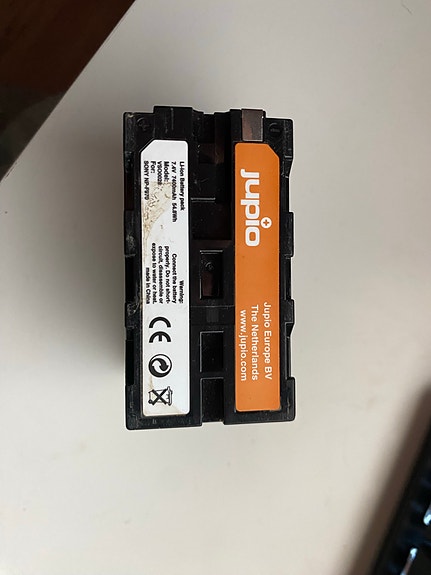 jupio
Jupio Europe BV
The Netherlands
www.jupio.com
Li-ion Battery pack
7.4V 7400mAh 54.8Wh
Model:
VSO0028
For:
SONY NP-F970
Warning:
Connect the battery
properly. Do not short-
circuit, disassemble or
expose to water or heat.
made in China
CE